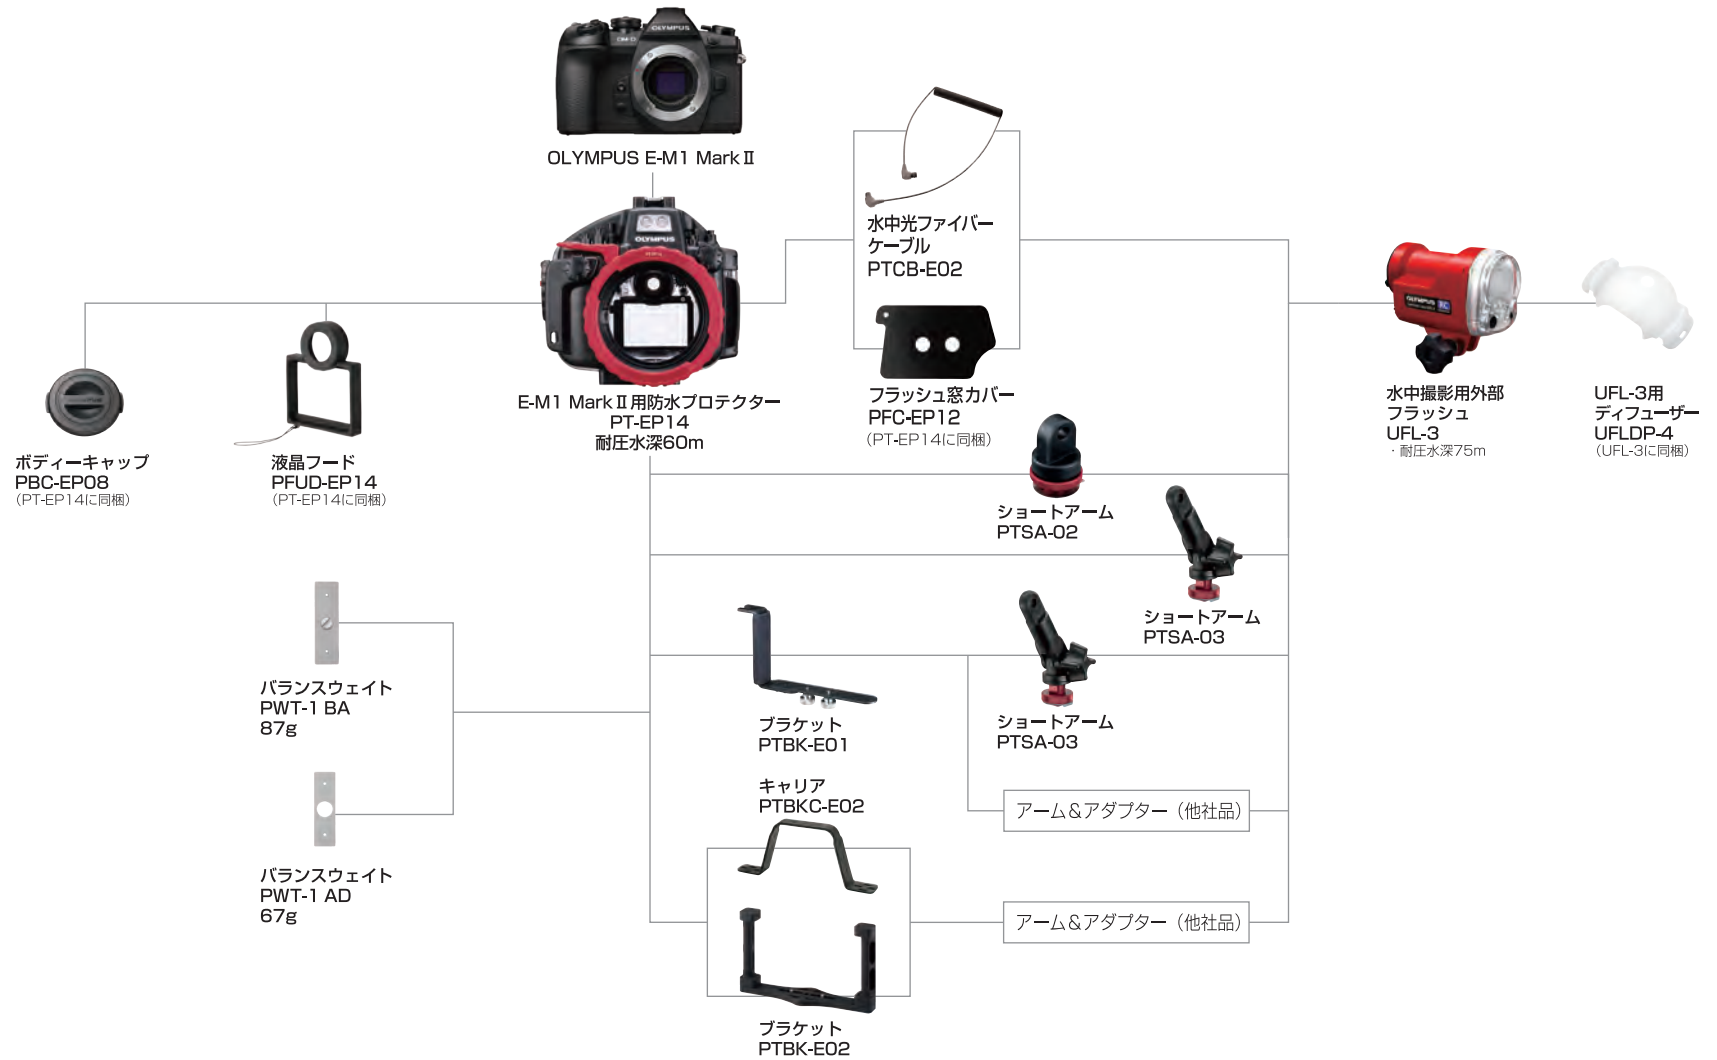 OLYMPUS
OM-D
OLYMPUS E-M1 Mark Ⅱ
OLYMPUS
水中光ファイバー
ケーブル
PTCB-E02
OLYMPUS RC
E-M1 Mark Ⅱ用防水プロテクター
PT-EP14
耐圧水深60m
フラッシュ窓カバー
PFC-EP12
(PT-EP14に同梱)
水中撮影用外部
フラッシュ
UFL-3
・耐圧水深75m
UFL-3用
ディフューザー
UFLDP-4
(UFL-3に同梱)
ボディーキャップ
PBC-EP08
(PT-EP14に同梱)
液晶フード
PFUD-EP14
(PT-EP14に同梱)
ショートアーム
PTSA-02
ショートアーム
PTSA-03
バランスウェイト
PWT-1 BA
87g
ブラケット
PTBK-E01
ショートアーム
PTSA-03
キャリア
PTBKC-E02
アーム＆アダプター（他社品）
バランスウェイト
PWT-1 AD
67g
アーム＆アダプター（他社品）
ブラケット
PTBK-E02